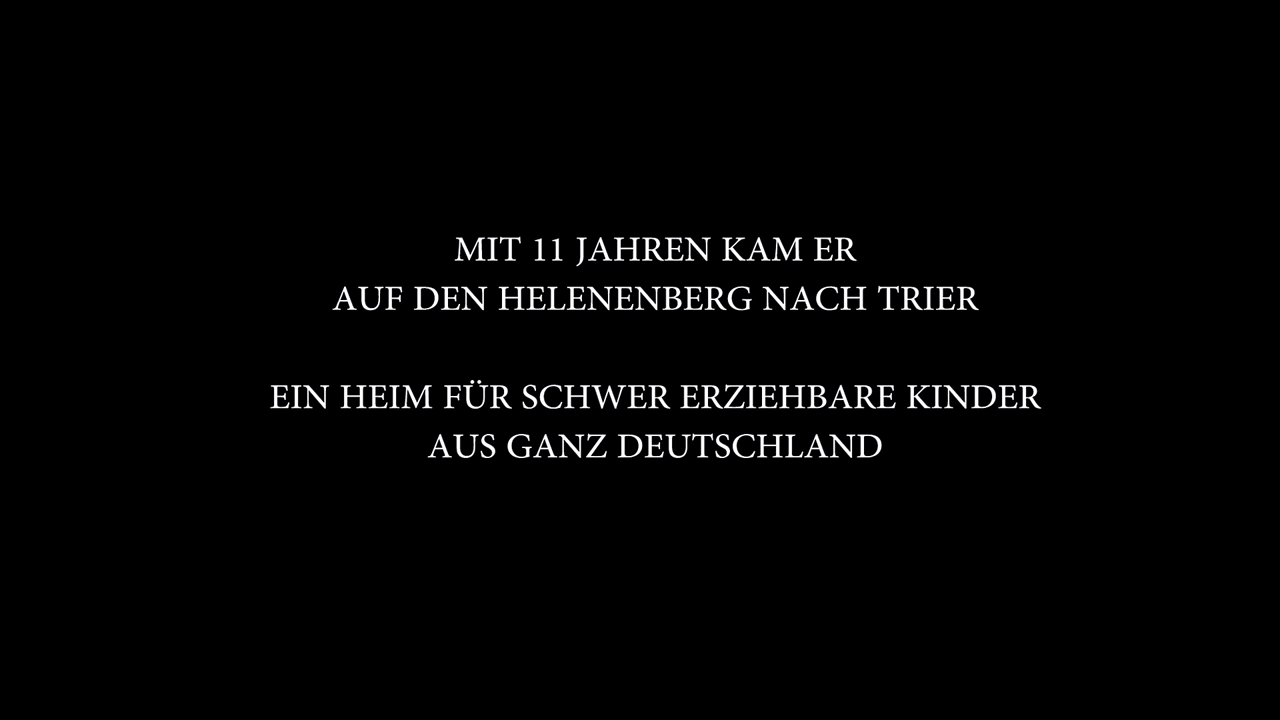 MIT 11 JAHREN KAM ER
AUF DEN HELENENBERG NACH TRIER
EIN HEIM FÜR SCHWER ERZIEHBARE KINDER
AUS GANZ DEUTSCHLAND